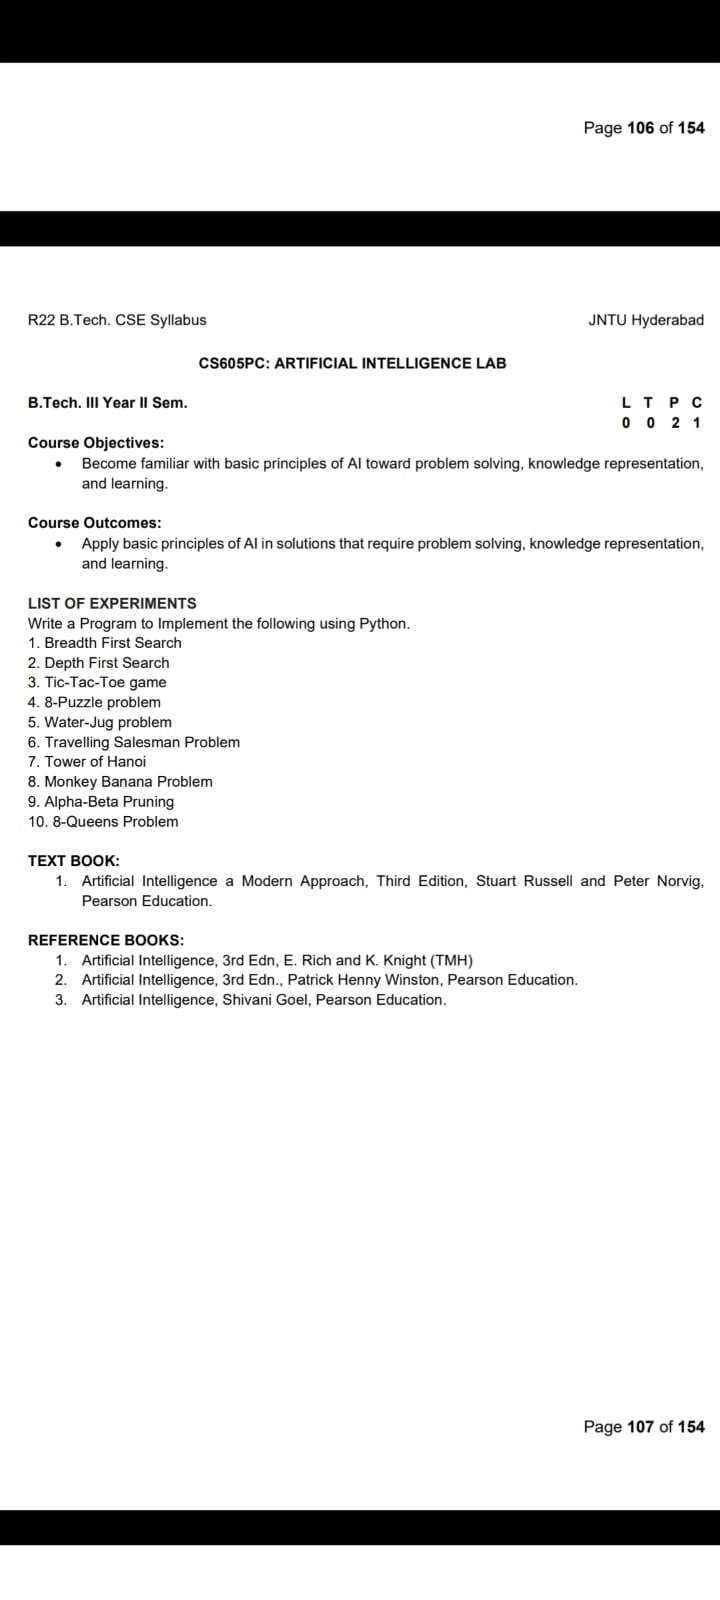 Page 106 of 154
R22 B.Tech. CSE Syllabus JNTU Hyderabad
CS605PC: ARTIFICIAL INTELLIGENCE LAB
B.Tech. III Year II Sem. L T P C
0 0 2 1
Course Objectives:
• Become familiar with basic principles of AI toward problem solving, knowledge representation,
and learning.
Course Outcomes:
• Apply basic principles of AI in solutions that require problem solving, knowledge representation,
and learning.
LIST OF EXPERIMENTS
Write a Program to Implement the following using Python.
1. Breadth First Search
2. Depth First Search
3. Tic-Tac-Toe game
4. 8-Puzzle problem
5. Water-Jug problem
6. Travelling Salesman Problem
7. Tower of Hanoi
8. Monkey Banana Problem
9. Alpha-Beta Pruning
10. 8-Queens Problem
TEXT BOOK:
1. Artificial Intelligence a Modern Approach, Third Edition, Stuart Russell and Peter Norvig,
Pearson Education.
REFERENCE BOOKS:
1. Artificial Intelligence, 3rd Edn, E. Rich and K. Knight (TMH)
2. Artificial Intelligence, 3rd Edn., Patrick Henny Winston, Pearson Education.
3. Artificial Intelligence, Shivani Goel, Pearson Education.
Page 107 of 154